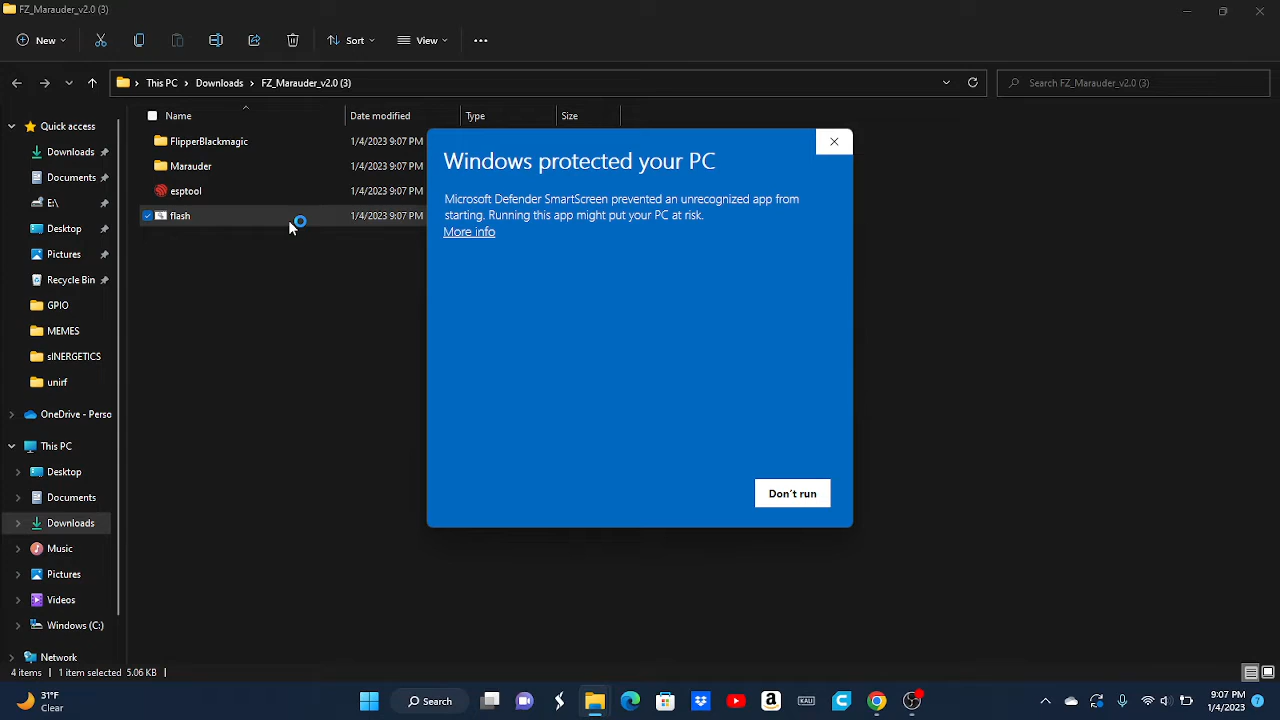 FZ_Marauder_v2.0 (3)
New
Sort
View
This PC
Downloads
FZ_Marauder_v2.0 (3)
Search FZ_Marauder_v2.0 (3)
Name
Date modified
Type
Size
Quick access
Downloads
Documents
E:\
Desktop
Pictures
Recycle Bin
GPIO
MEMES
sINERGETICS
unirf
OneDrive - Perso
This PC
Desktop
Documents
Downloads
Music
Pictures
Videos
Windows (C:)
Network
FlipperBlackmagic
1/4/2023 9:07 PM
Marauder
1/4/2023 9:07 PM
esptool
1/4/2023 9:07 PM
flash
1/4/2023 9:07 PM
Windows protected your PC
Microsoft Defender SmartScreen prevented an unrecognized app from
starting. Running this app might put your PC at risk.
More info
Don't run
4 items
1 item selected 5.06 KB
31°F
Clear
Search
KALI
9:07 PM
1/4/2023
7